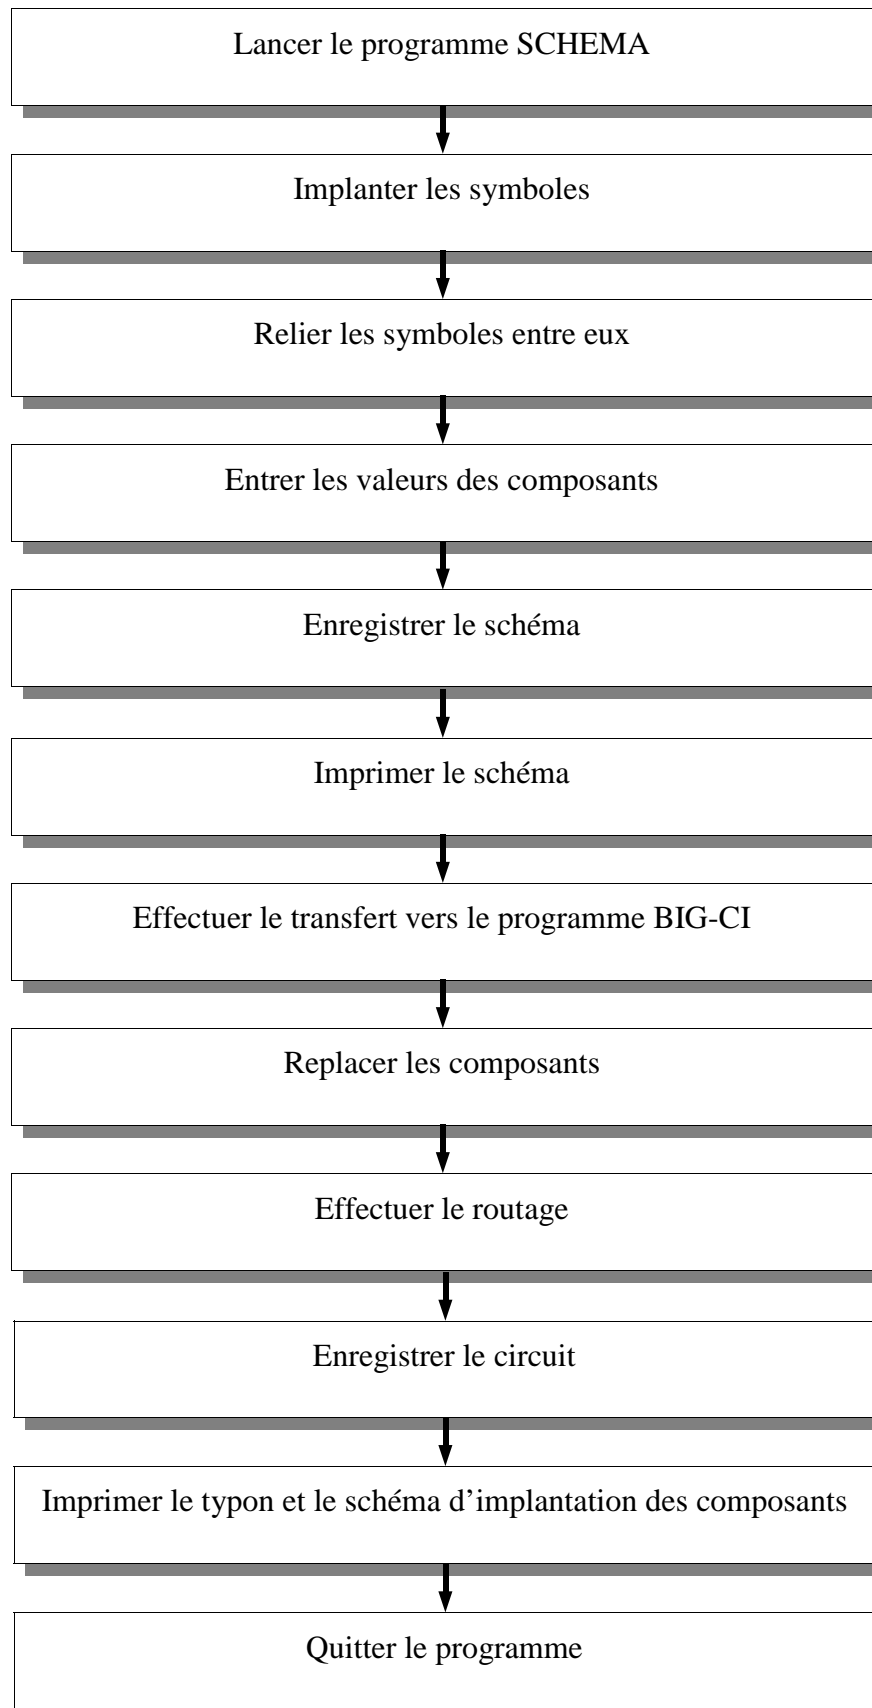 Lancer le programme SCHEMA
Implanter les symboles
Relier les symboles entre eux
Entrer les valeurs des composants
Enregistrer le schéma
Imprimer le schéma
Effectuer le transfert vers le programme BIG-CI
Replacer les composants
Effectuer le routage
Enregistrer le circuit
Imprimer le typon et le schéma d’implantation des composants
Quitter le programme